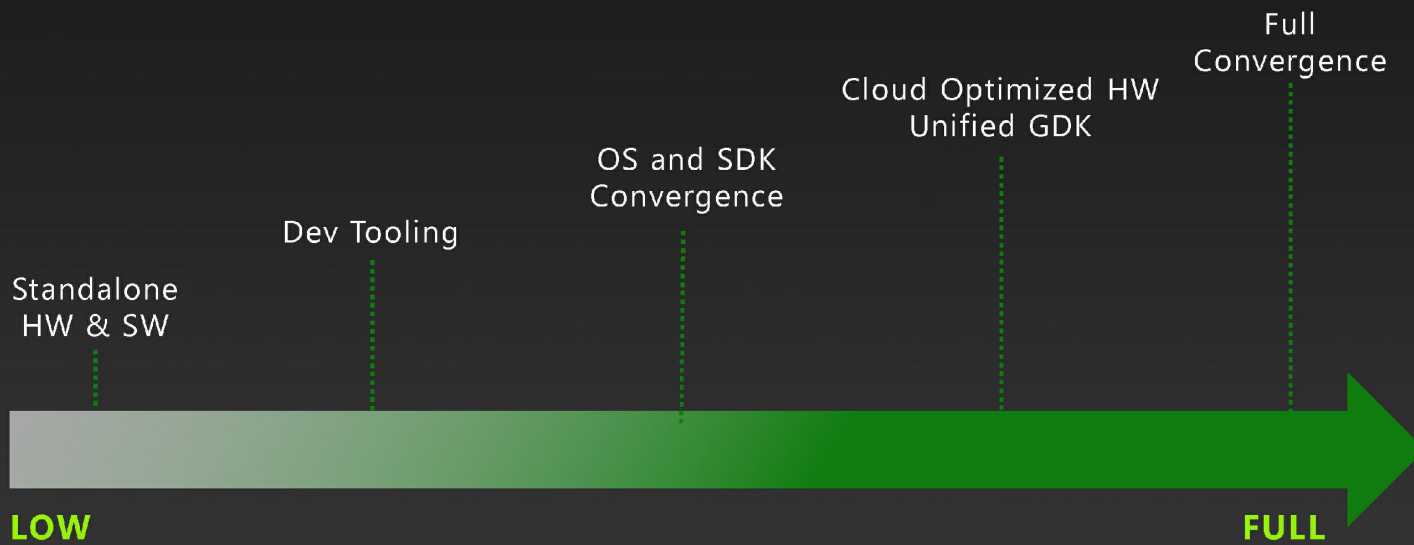 Standalone
HW & SW
Dev Tooling
OS and SDK
Convergence
Cloud Optimized HW
Unified GDK
Full
Convergence
LOW
FULL